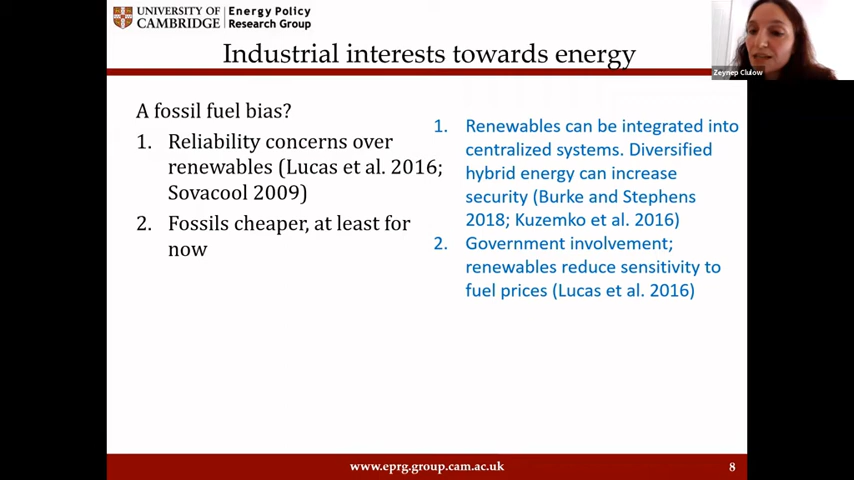 UNIVERSITY OF
CAMBRIDGE
Energy Policy
Research Group
Industrial interests towards energy
Zeynep Clulow
A fossil fuel bias?
1. Reliability concerns over
renewables (Lucas et al. 2016;
Sovacool 2009)
2. Fossils cheaper, at least for
now
1. Renewables can be integrated into
centralized systems. Diversified
hybrid energy can increase
security (Burke and Stephens
2018; Kuzemko et al. 2016)
2. Government involvement;
renewables reduce sensitivity to
fuel prices (Lucas et al. 2016)
www.eprg.group.cam.ac.uk
8